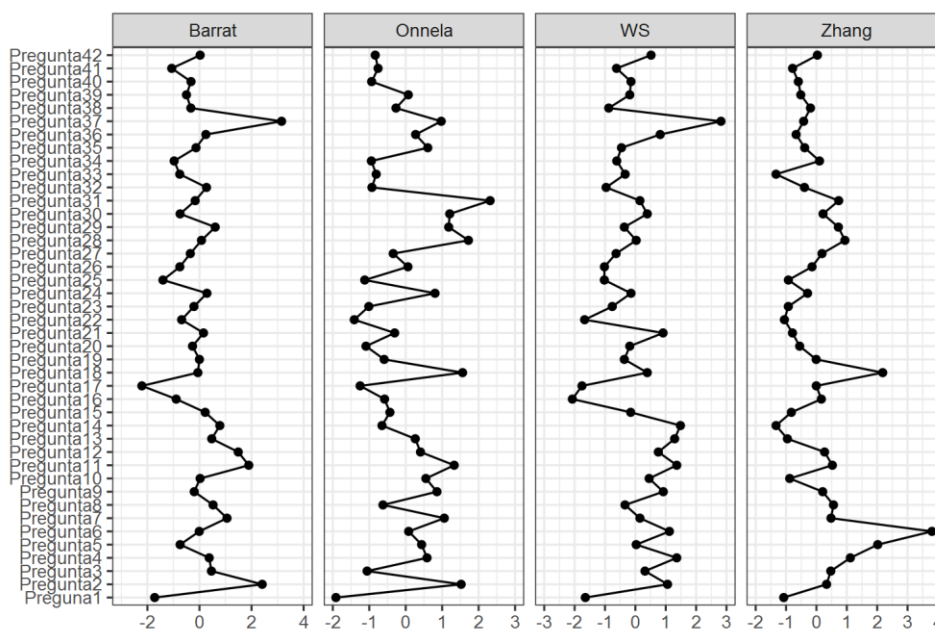 Barrat Onnela WS Zhang
Pregunta42
Pregunta41
Pregunta40
Pregunta39
Pregunta38
Pregunta37
Pregunta36
Pregunta35
Pregunta34
Pregunta33
Pregunta32
Pregunta31
Pregunta30
Pregunta29
Pregunta28
Pregunta27
Pregunta26
Pregunta25
Pregunta24
Pregunta23
Pregunta22
Pregunta21
Pregunta20
Pregunta19
Pregunta18
Pregunta17
Pregunta16
Pregunta15
Pregunta14
Pregunta13
Pregunta12
Pregunta11
Pregunta10
Pregunta9
Pregunta8
Pregunta7
Pregunta6
Pregunta5
Pregunta4
Pregunta3
Pregunta2
Preguna1
-2 0 2 -2 -1 0 1 2 3 -3 -2 -1 0 1 2 3 -2 -1 0 1 2 3 4